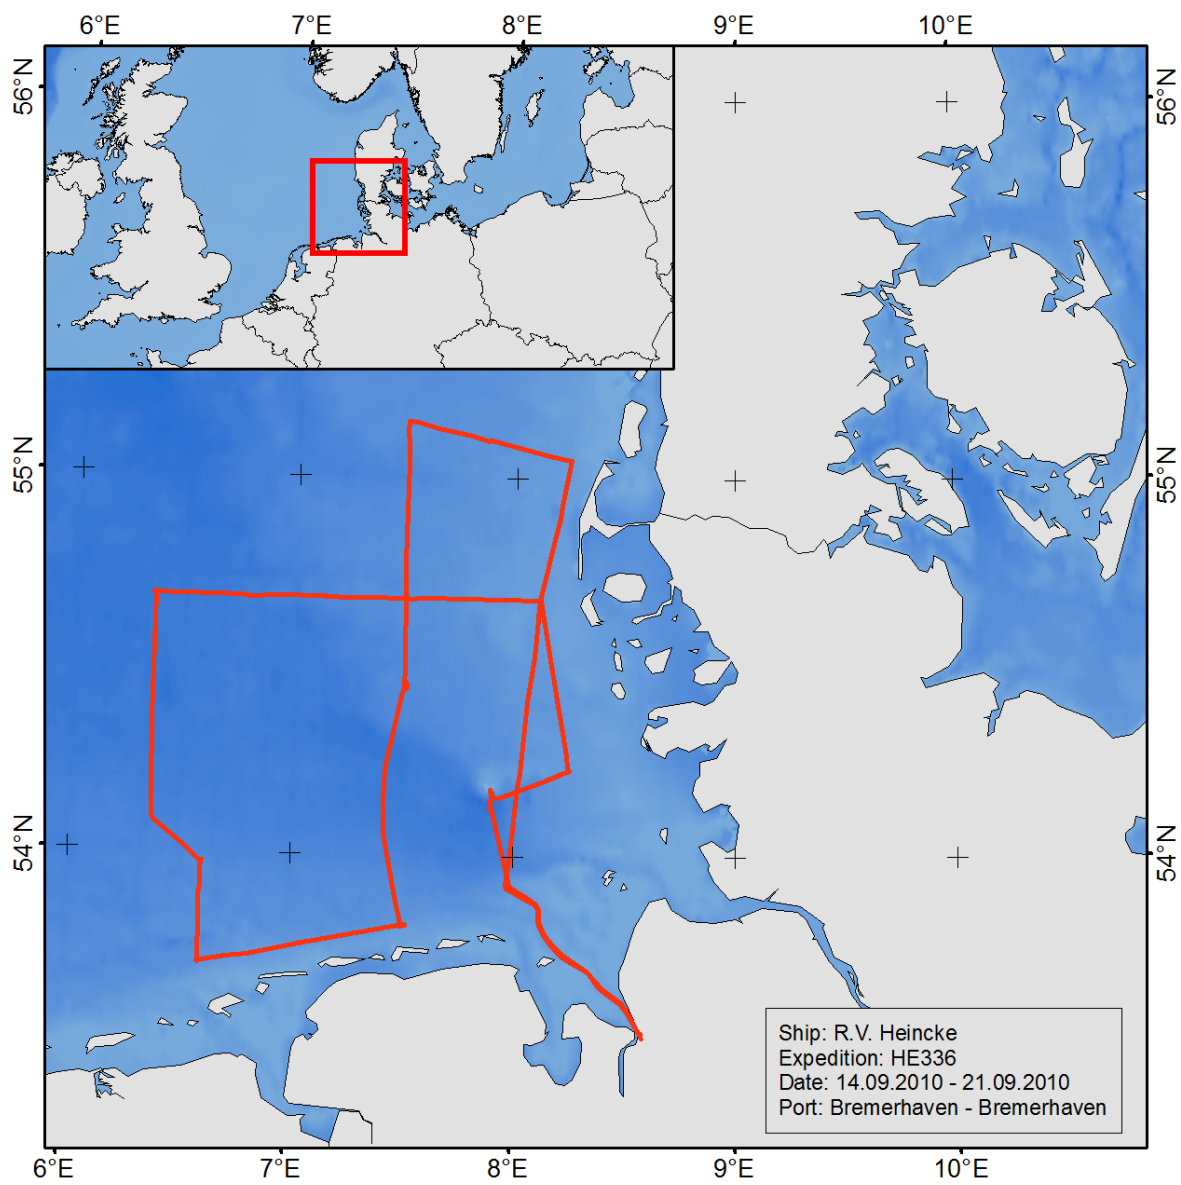 6°E 7°E 8°E 9°E 10°E
56°N 56°N
55°N 55°N
54°N 54°N
Ship: R.V. Heincke
Expedition: HE336
Date: 14.09.2010 - 21.09.2010
Port: Bremerhaven - Bremerhaven
6°E 7°E 8°E 9°E 10°E